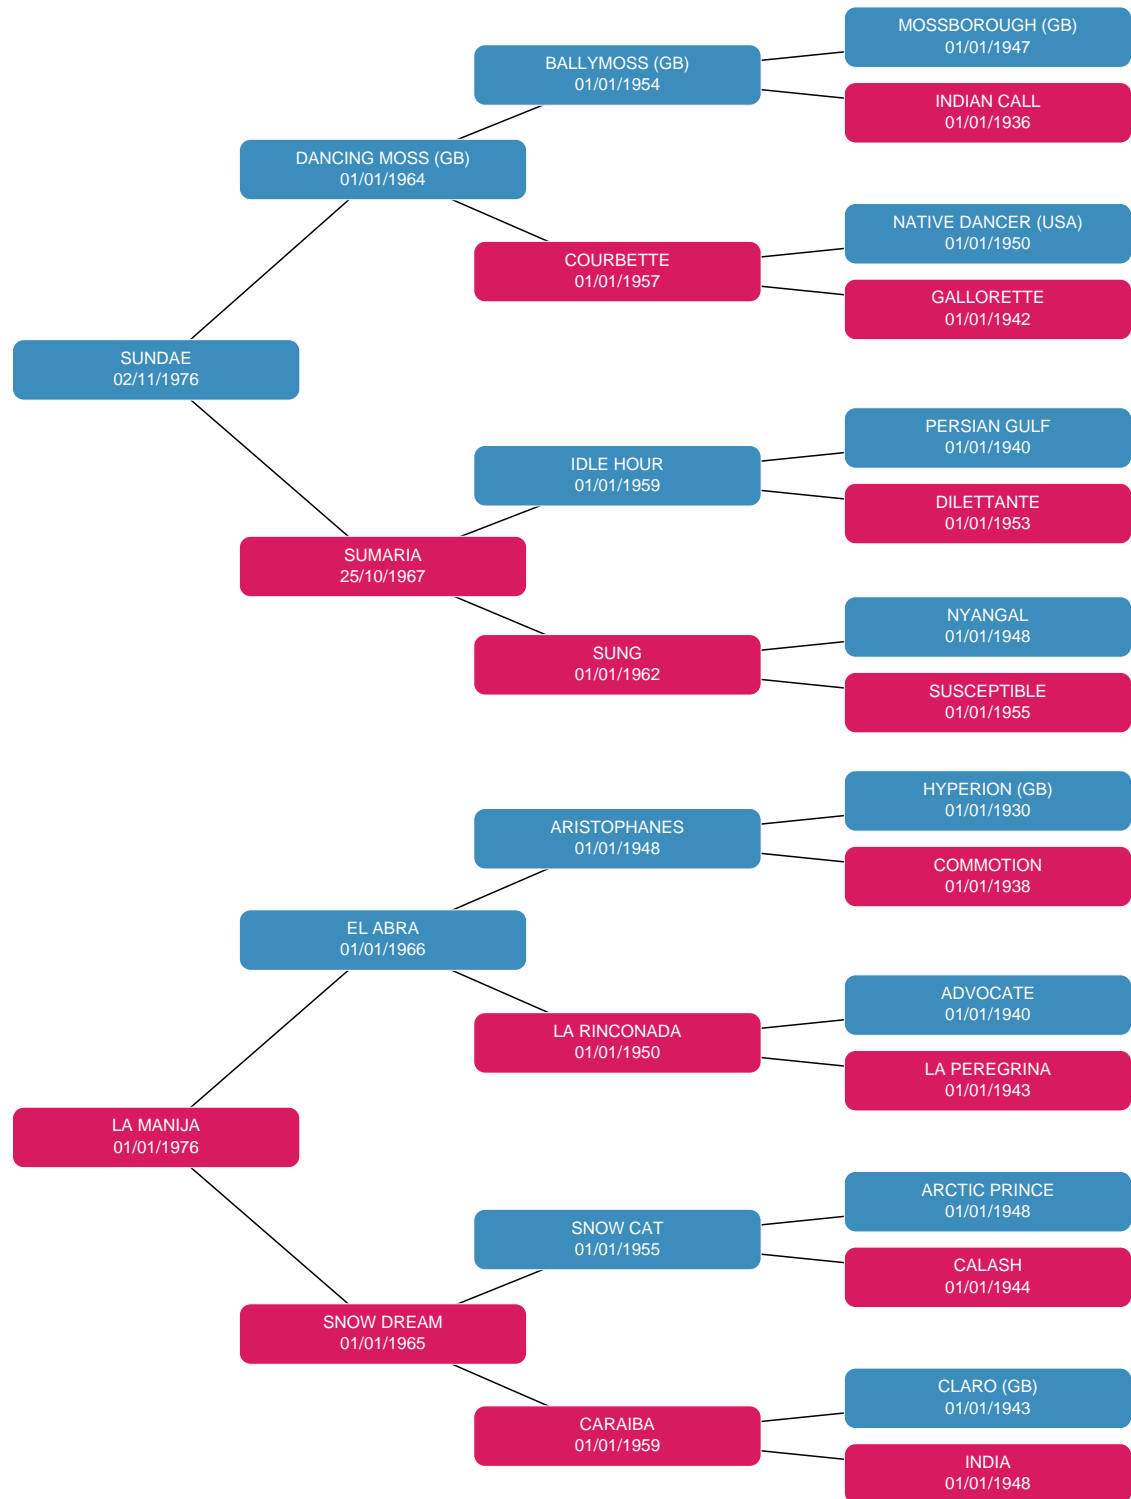 MOSSBOROUGH (GB)
01/01/1947
BALLYMOSS (GB)
01/01/1954
INDIAN CALL
01/01/1936
DANCING MOSS (GB)
01/01/1964
NATIVE DANCER (USA)
01/01/1950
COURBETTE
01/01/1957
GALLORETTE
01/01/1942
SUNDAE
02/11/1976
PERSIAN GULF
01/01/1940
IDLE HOUR
01/01/1959
DILETTANTE
01/01/1953
SUMARIA
25/10/1967
NYANGAL
01/01/1948
SUNG
01/01/1962
SUSCEPTIBLE
01/01/1955
HYPERION (GB)
01/01/1930
ARISTOPHANES
01/01/1948
COMMOTION
01/01/1938
EL ABRA
01/01/1966
ADVOCATE
01/01/1940
LA RINCONADA
01/01/1950
LA PEREGRINA
01/01/1943
LA MANIJA
01/01/1976
ARCTIC PRINCE
01/01/1948
SNOW CAT
01/01/1955
CALASH
01/01/1944
SNOW DREAM
01/01/1965
CLARO (GB)
01/01/1943
CARAIBA
01/01/1959
INDIA
01/01/1948